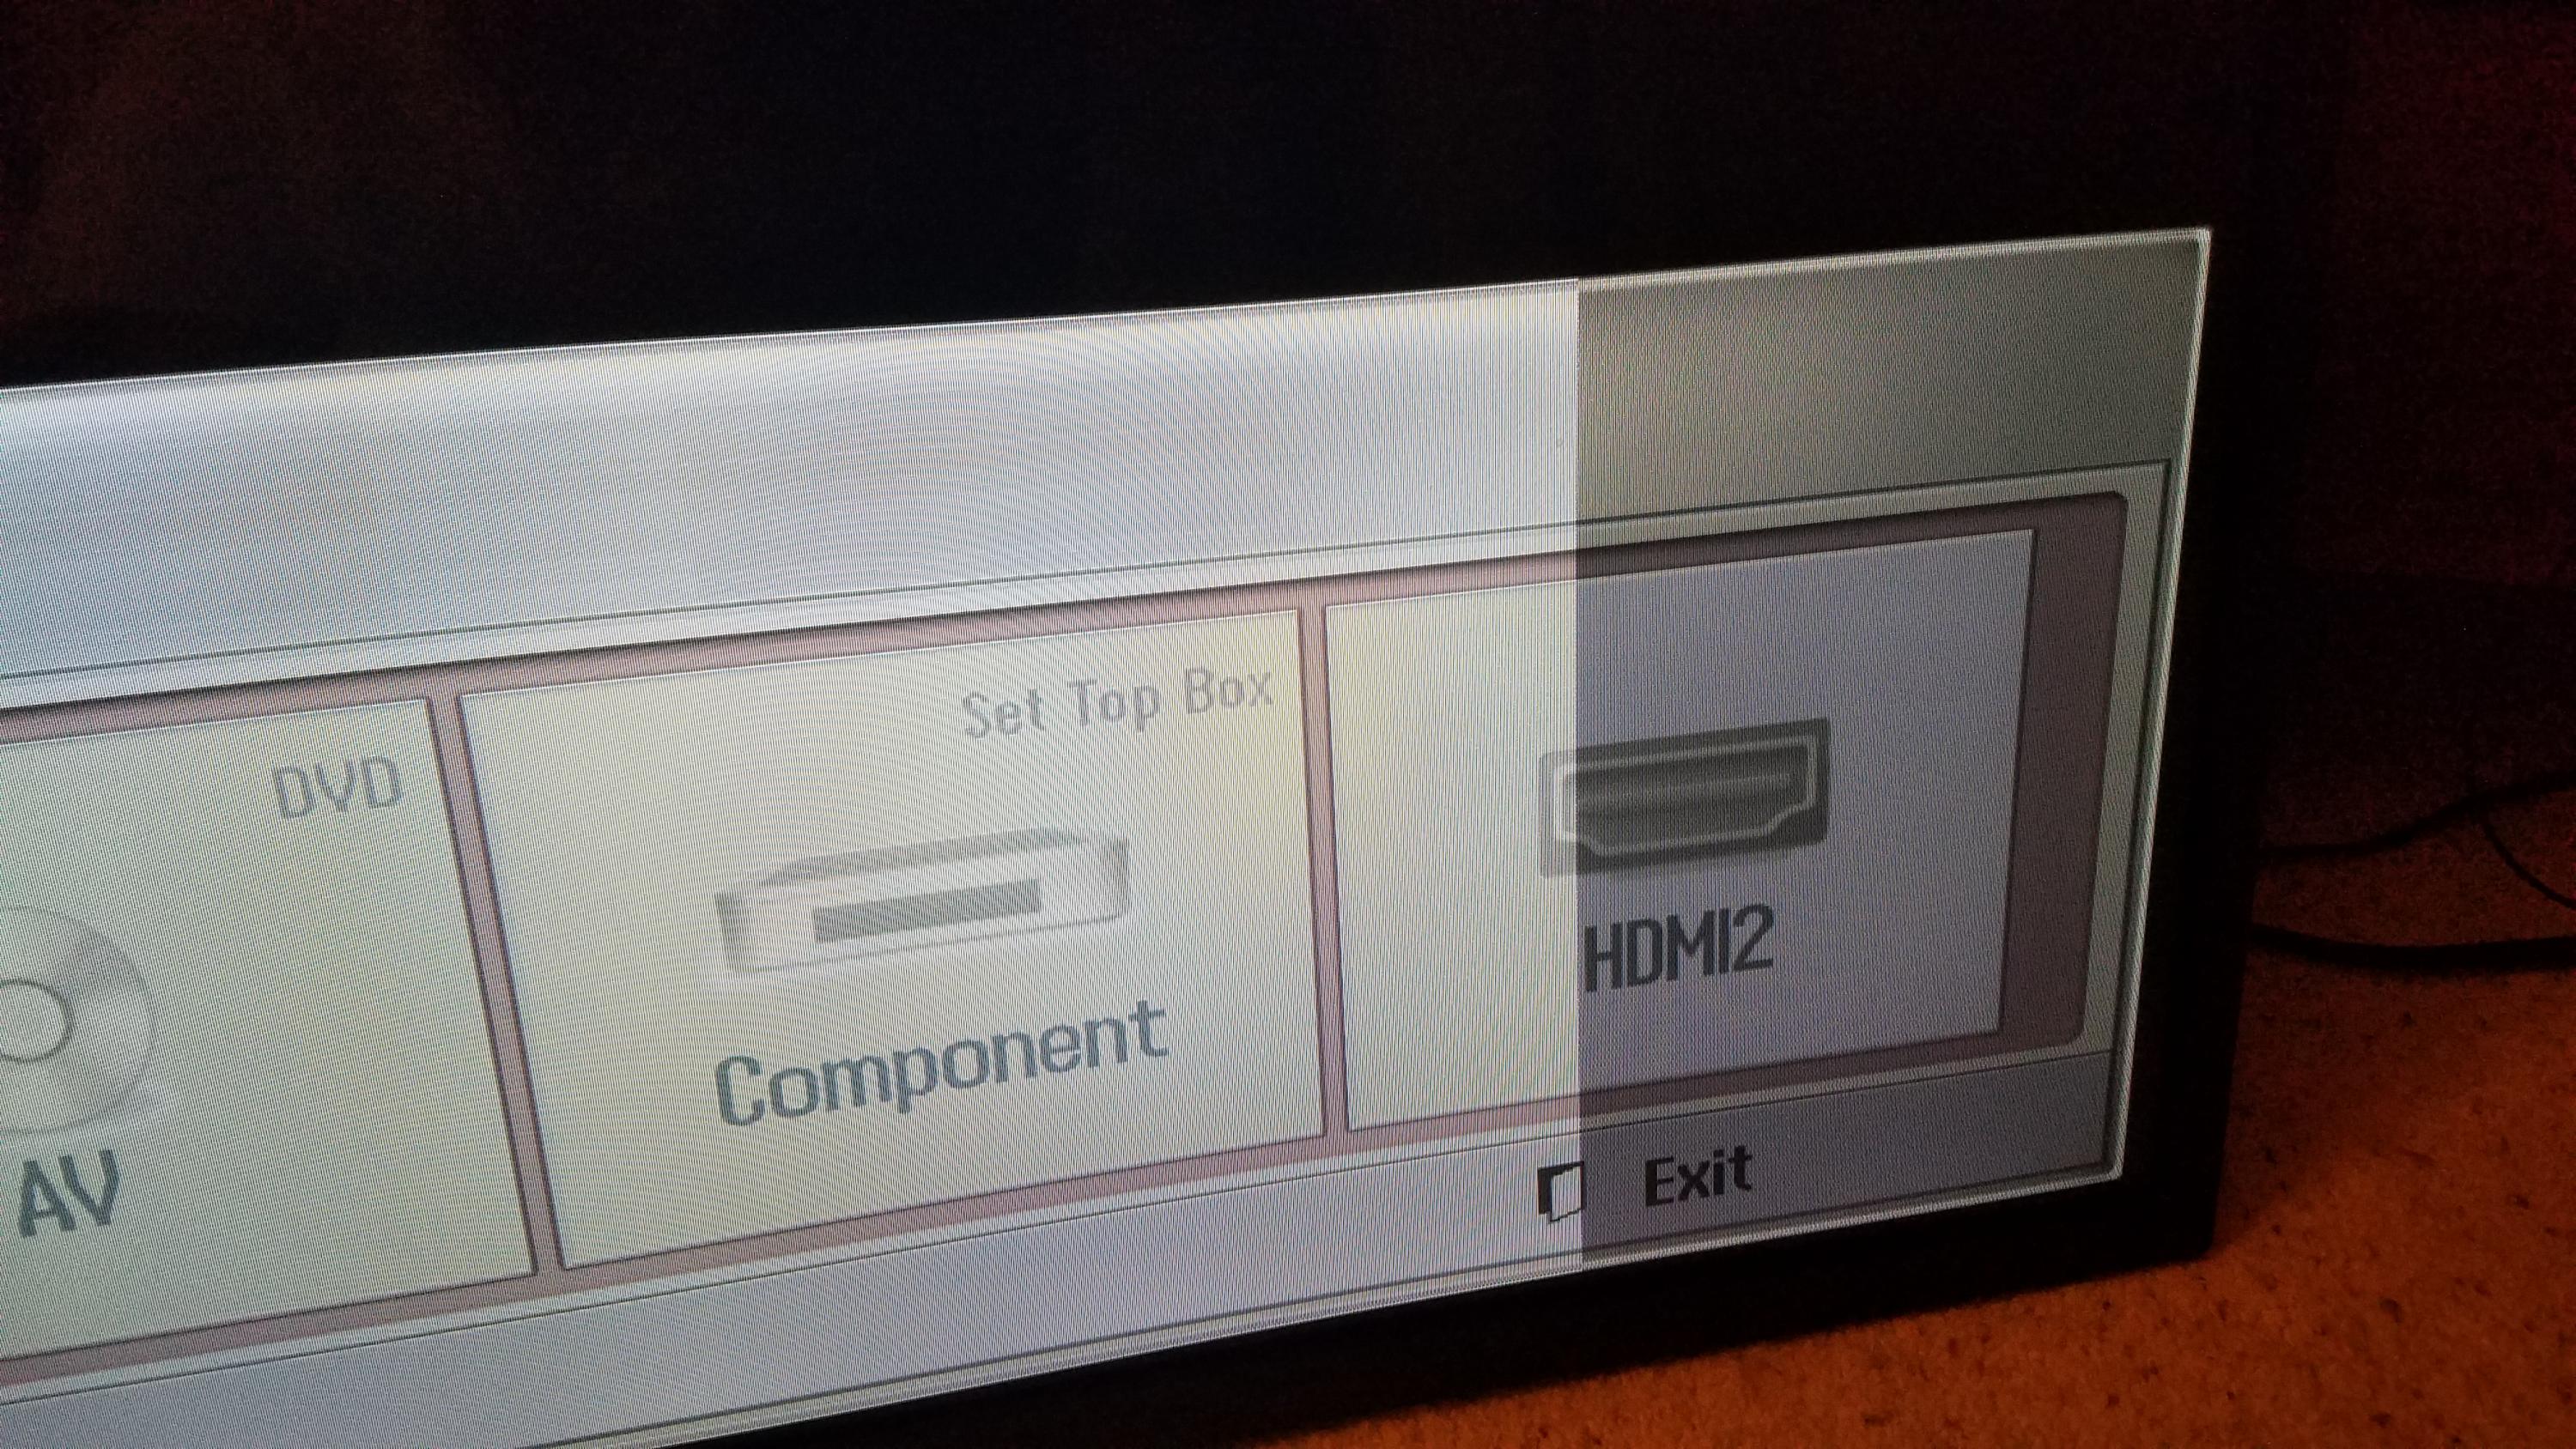 DVD
AV
Set Top Box
Component
HDMI2
Exit